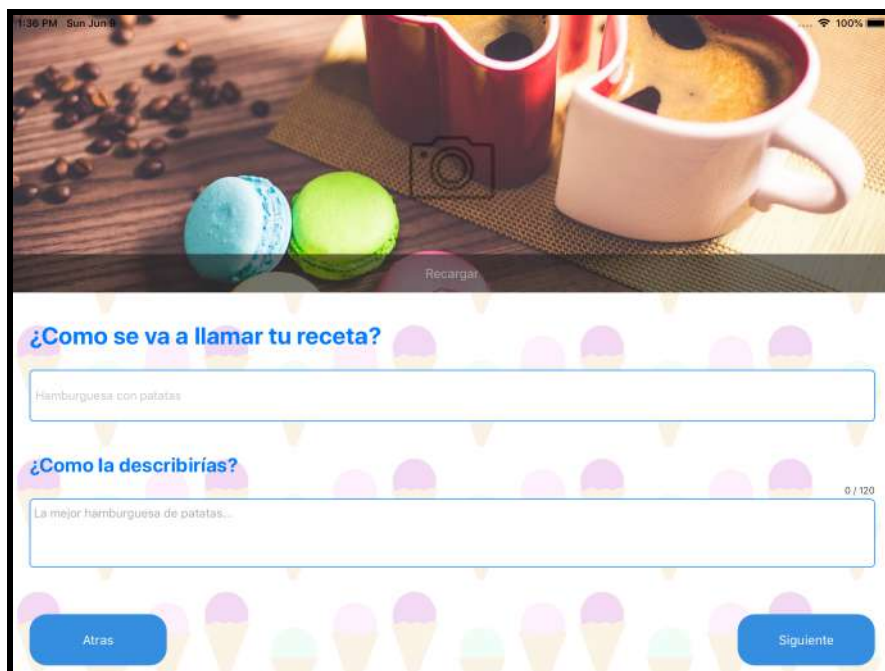 1:36 PM Sun Jun 9
100%
Recargar
¿Como se va a llamar tu receta?
Hamburguesa con patatas
¿Como la describirías?
0 / 120
La mejor hamburguesa de patatas...
Atras
Siguiente